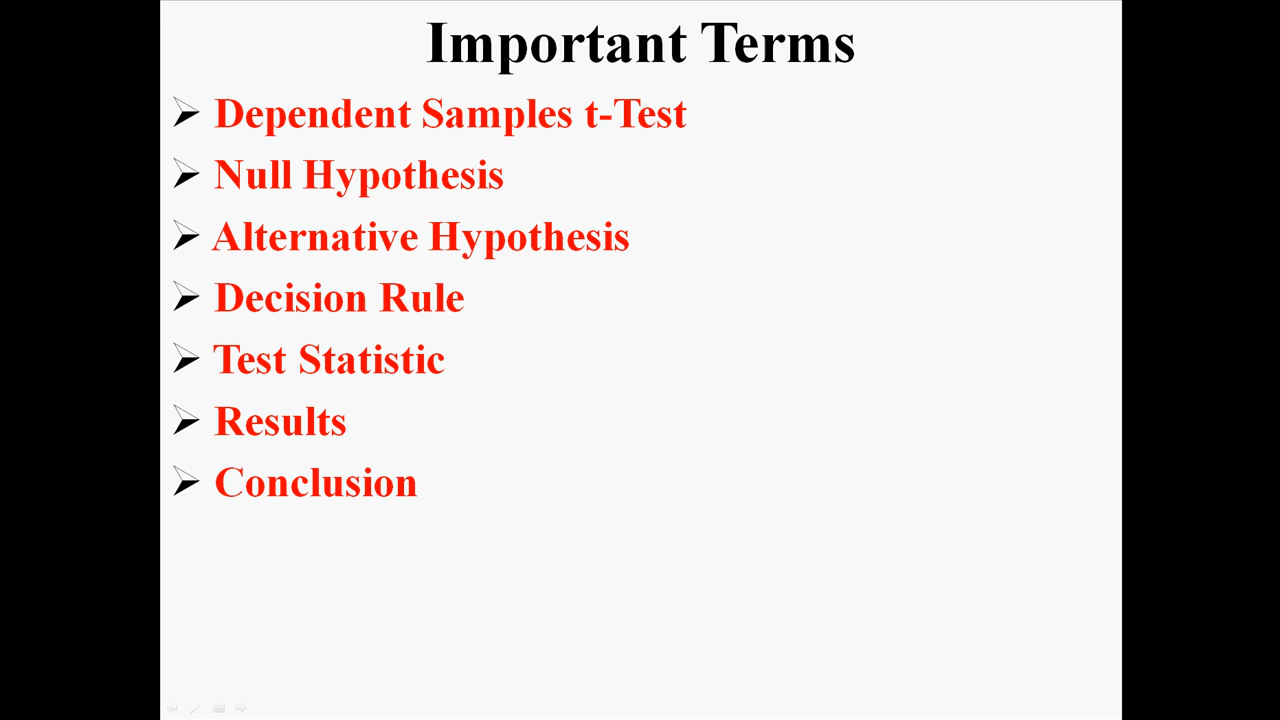 Important Terms
Dependent Samples t-Test
Null Hypothesis
Alternative Hypothesis
Decision Rule
Test Statistic
Results
Conclusion